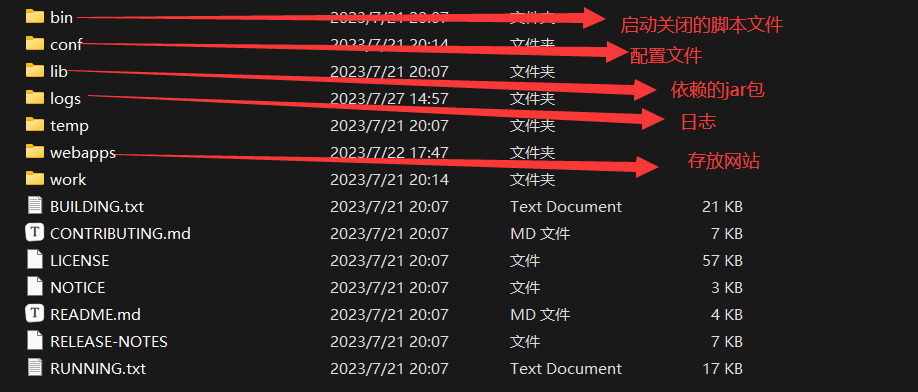 bin 2023/7/21 20:07 文件夹 启动关闭的脚本文件
conf 2023/7/21 20:14 文件夹 配置文件
lib 2023/7/21 20:07 文件夹 依赖的jar包
logs 2023/7/27 14:57 文件夹 日志
temp 2023/7/21 20:07 文件夹
webapps 2023/7/22 17:47 文件夹 存放网站
work 2023/7/21 20:14 文件夹
BUILDING.txt 2023/7/21 20:07 Text Document 21 KB
T CONTRIBUTING.md 2023/7/21 20:07 MD 文件 7 KB
LICENSE 2023/7/21 20:07 文件 57 KB
NOTICE 2023/7/21 20:07 文件 3 KB
T README.md 2023/7/21 20:07 MD 文件 4 KB
RELEASE-NOTES 2023/7/21 20:07 文件 7 KB
RUNNING.txt 2023/7/21 20:07 Text Document 17 KB